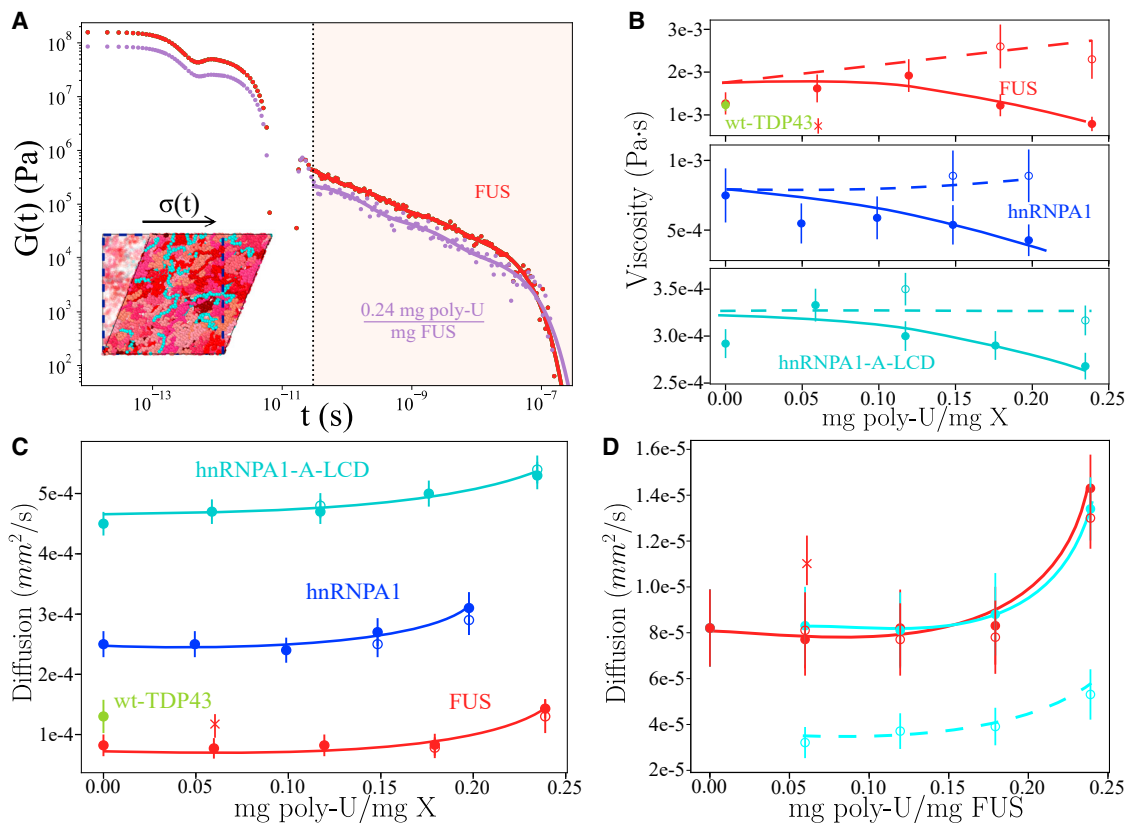 A
G(t) (Pa)
10^8
10^7
10^6
10^5
10^4
10^3
10^2
σ(t)
FUS
0.24 mg poly-U
mg FUS
10^-13
10^-11
10^-9
10^-7
t (s)
B
Viscosity (Pa·s)
3e-3
2e-3
1e-3
FUS
wt-TDP43
1e-3
5e-4
hnRNPA1
3.5e-4
3.0e-4
2.5e-4
hnRNPA1-A-LCD
0.00
0.05
0.10
0.15
0.20
0.25
mg poly-U/mg X
C
Diffusion (mm^2/s)
5e-4
4e-4
3e-4
2e-4
1e-4
hnRNPA1-A-LCD
hnRNPA1
wt-TDP43
FUS
0.00
0.05
0.10
0.15
0.20
0.25
mg poly-U/mg X
D
Diffusion (mm^2/s)
1.6e-5
1.4e-5
1.2e-5
1e-5
8e-5
6e-5
4e-5
2e-5
0.00
0.05
0.10
0.15
0.20
0.25
mg poly-U/mg FUS